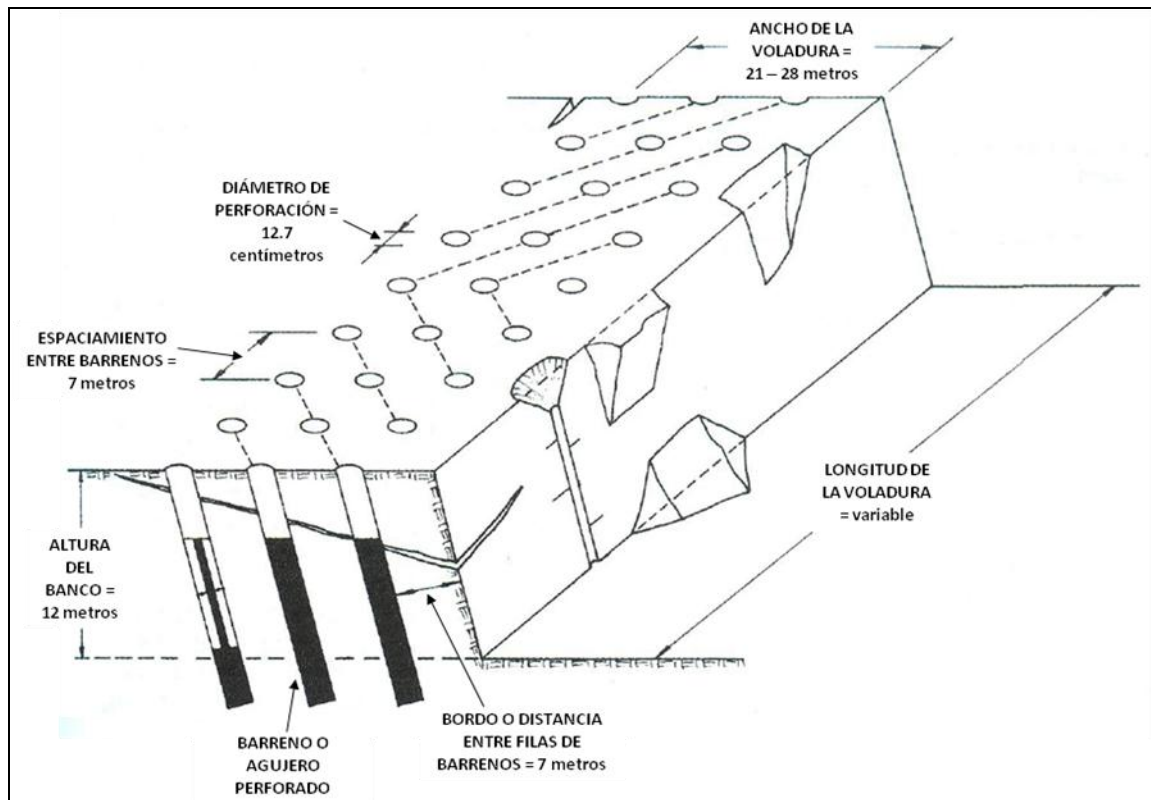 ANCHO DE LA
VOLADURA =
21 – 28 metros
DIÁMETRO DE
PERFORACIÓN =
12.7
centímetros
ESPACIAMIENTO
ENTRE BARRENOS =
7 metros
LONGITUD DE
LA VOLADURA
= variable
ALTURA
DEL
BANCO =
12 metros
BORDO O DISTANCIA
ENTRE FILAS DE
BARRENOS = 7 metros
BARRENO O
AGUJERO
PERFORADO